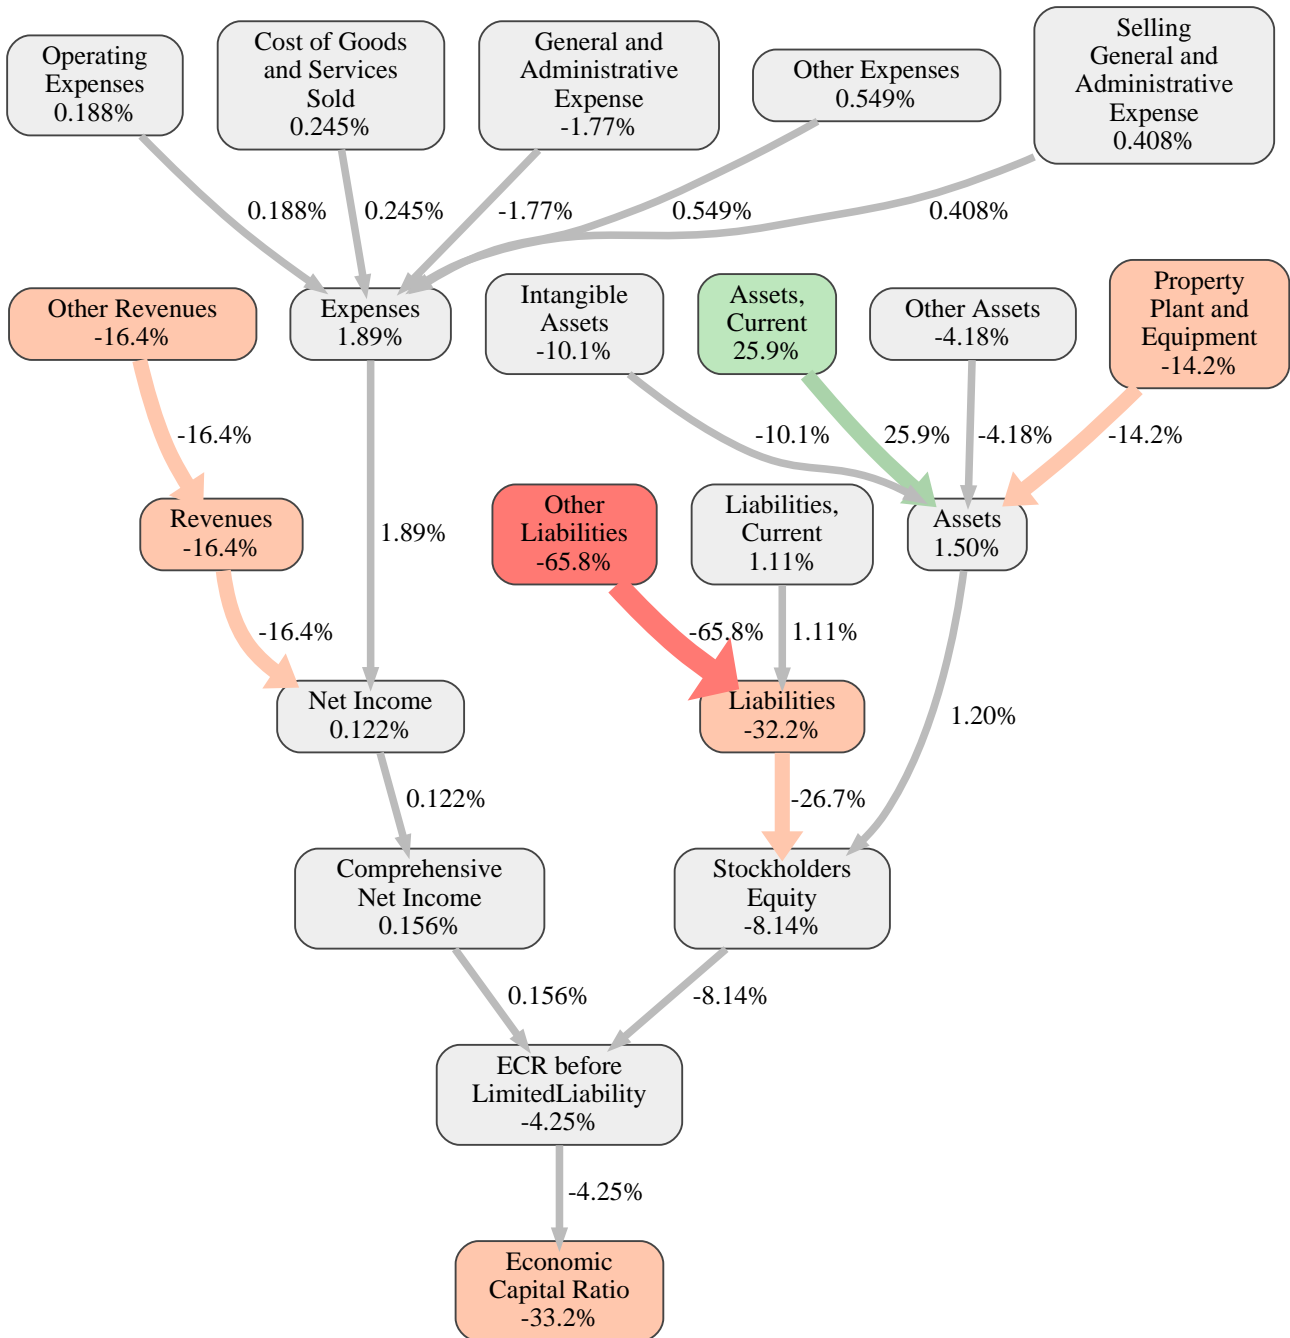 Operating
Expenses
0.188%
Cost of Goods
and Services
Sold
0.245%
General and
Administrative
Expense
-1.77%
Other Expenses
0.549%
Selling
General and
Administrative
Expense
0.408%
0.188%
0.245%
-1.77%
0.549%
0.408%
Other Revenues
-16.4%
Expenses
1.89%
Intangible
Assets
-10.1%
Assets,
Current
25.9%
Other Assets
-4.18%
Property
Plant and
Equipment
-14.2%
-16.4%
-10.1%
25.9%
-4.18%
-14.2%
Revenues
-16.4%
1.89%
Other
Liabilities
-65.8%
Liabilities,
Current
1.11%
Assets
1.50%
-16.4%
-65.8%
1.11%
Net Income
0.122%
Liabilities
-32.2%
1.20%
0.122%
-26.7%
Comprehensive
Net Income
0.156%
Stockholders
Equity
-8.14%
0.156%
-8.14%
ECR before
LimitedLiability
-4.25%
-4.25%
Economic
Capital Ratio
-33.2%